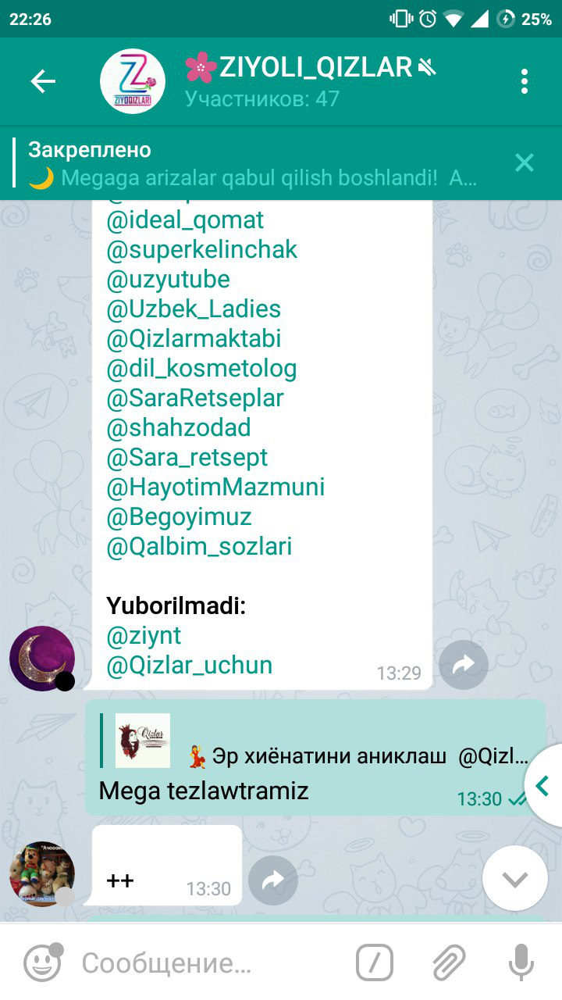 22:26
25%
ZIYOLI_QIZLAR
ZIYOQIZLARI
Участников: 47
Закреплено
Megaga arizalar qabul qilish boshlandi! A...
@ideal_qomat
@superkelinchak
@uzyutube
@Uzbek_Ladies
@Qizlarmaktabi
@dil_kosmetolog
@SaraRetseplar
@shahzodad
@Sara_retsept
@HayotimMazmuni
@Begoyimuz
@Qalbim_sozlari
Yuborilmadi:
@ziynt
@Qizlar_uchun
13:29
Qizlar
Эр хиёнатини аниклаш @Qizl...
Mega tezlawtramiz
13:30
++
13:30
Сообщение...